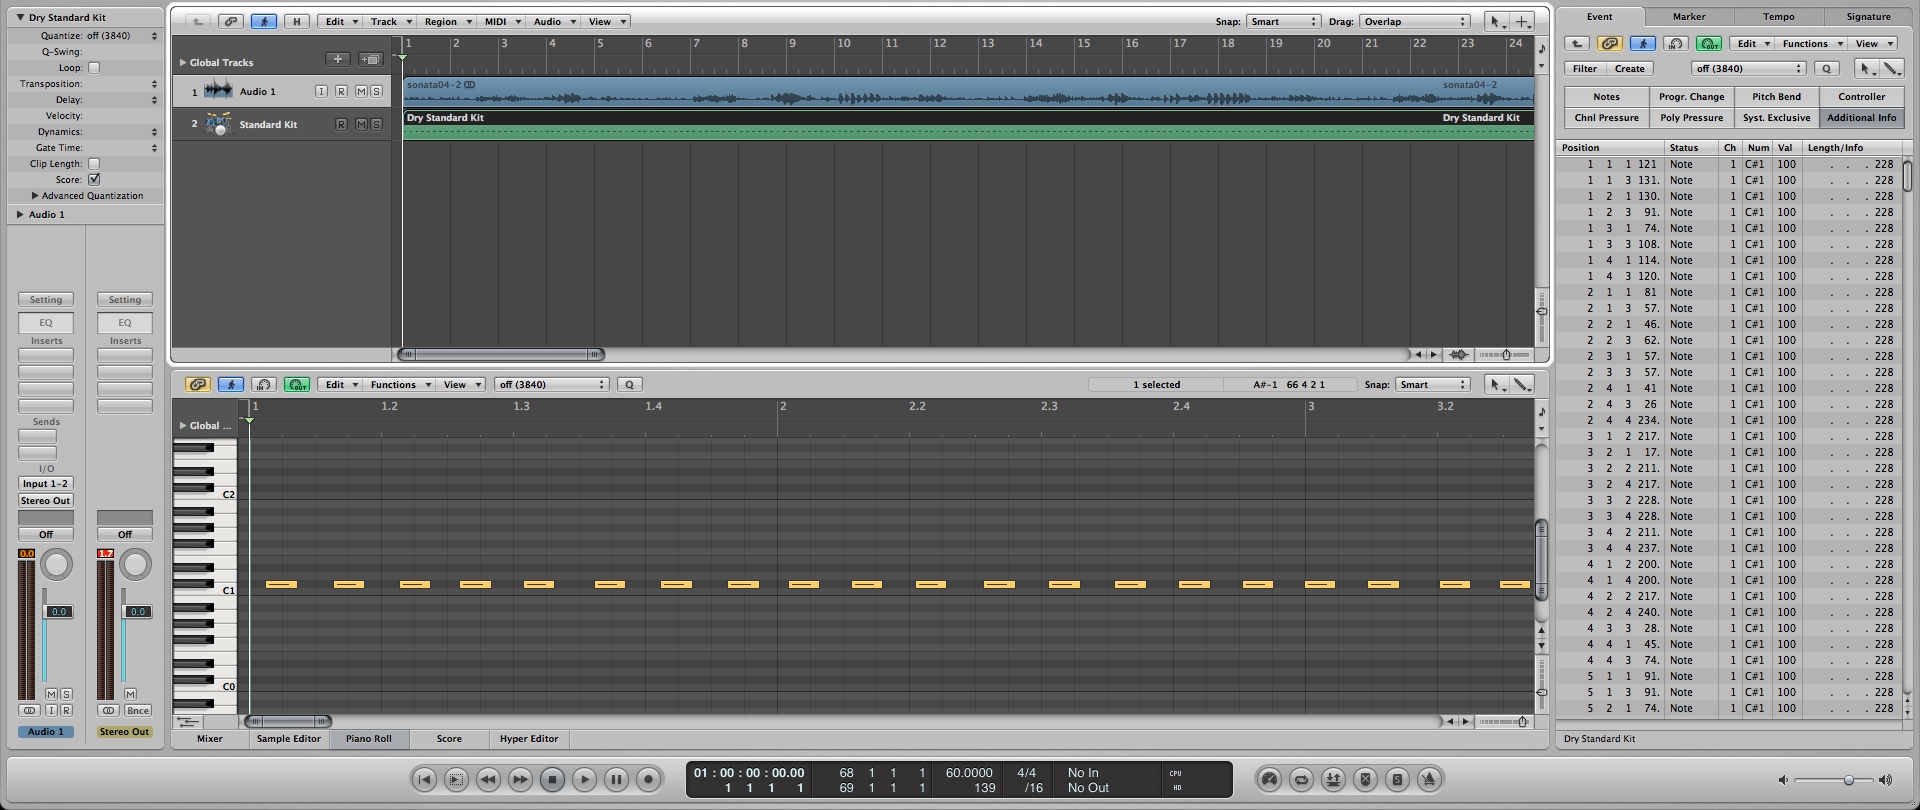 Dry Standard Kit
Quantize: off (3840)
Q-Swing:
Loop:
Transposition:
Delay:
Velocity:
Dynamics:
Gate Time:
Clip Length:
Score:
Advanced Quantization
Audio 1
Setting Setting
EQ EQ
Inserts Inserts
Sends
I/O
Input 1-2
Stereo Out
Off Off
0.0 1.7
0.0 0.0
M S M
I R Bnce
Audio 1 Stereo Out
H Edit Track Region MIDI Audio View Snap: Smart Drag: Overlap
1 2 3 4 5 6 7 8 9 10 11 12 13 14 15 16 17 18 19 20 21 22 23 24
Global Tracks
1 Audio 1 I R M S
sonata04-2 sonata04-2
2 Standard Kit R M S
Dry Standard Kit Dry Standard Kit
IN OUT Edit Functions View off (3840) Q 1 selected A#-1 66 4 2 1 Snap: Smart
1 1.2 1.3 1.4 2 2.2 2.3 2.4 3 3.2
Global ...
C2
C1
C0
Mixer Sample Editor Piano Roll Score Hyper Editor
Event Marker Tempo Signature
IN OUT Edit Functions View
Filter Create off (3840) Q
Notes Progr. Change Pitch Bend Controller
Chnl Pressure Poly Pressure Syst. Exclusive Additional Info
Position Status Ch Num Val Length/Info
1 1 1 121 Note 1 C#1 100 . . . 228
1 1 3 131. Note 1 C#1 100 . . . 228
1 2 1 130. Note 1 C#1 100 . . . 228
1 2 3 91. Note 1 C#1 100 . . . 228
1 3 1 74. Note 1 C#1 100 . . . 228
1 3 3 108. Note 1 C#1 100 . . . 228
1 4 1 114. Note 1 C#1 100 . . . 228
1 4 3 120. Note 1 C#1 100 . . . 228
2 1 1 81 Note 1 C#1 100 . . . 228
2 1 3 57. Note 1 C#1 100 . . . 228
2 2 1 46. Note 1 C#1 100 . . . 228
2 2 3 62. Note 1 C#1 100 . . . 228
2 3 1 57. Note 1 C#1 100 . . . 228
2 3 3 57. Note 1 C#1 100 . . . 228
2 4 1 41 Note 1 C#1 100 . . . 228
2 4 3 26 Note 1 C#1 100 . . . 228
2 4 4 234. Note 1 C#1 100 . . . 228
3 1 2 217. Note 1 C#1 100 . . . 228
3 2 1 17. Note 1 C#1 100 . . . 228
3 2 2 211. Note 1 C#1 100 . . . 228
3 2 4 217. Note 1 C#1 100 . . . 228
3 3 2 228. Note 1 C#1 100 . . . 228
3 3 4 228. Note 1 C#1 100 . . . 228
3 4 2 211. Note 1 C#1 100 . . . 228
3 4 4 237. Note 1 C#1 100 . . . 228
4 1 2 200. Note 1 C#1 100 . . . 228
4 1 4 200. Note 1 C#1 100 . . . 228
4 2 2 217. Note 1 C#1 100 . . . 228
4 2 4 240. Note 1 C#1 100 . . . 228
4 3 3 28. Note 1 C#1 100 . . . 228
4 4 1 45. Note 1 C#1 100 . . . 228
4 4 3 74. Note 1 C#1 100 . . . 228
5 1 1 91. Note 1 C#1 100 . . . 228
5 1 3 91. Note 1 C#1 100 . . . 228
5 2 1 74. Note 1 C#1 100 . . . 228
Dry Standard Kit
01 : 00 : 00 : 00.00 68 1 1 1 60.0000 4/4 No In CPU
1 1 1 1 69 1 1 1 139 /16 No Out HD
S